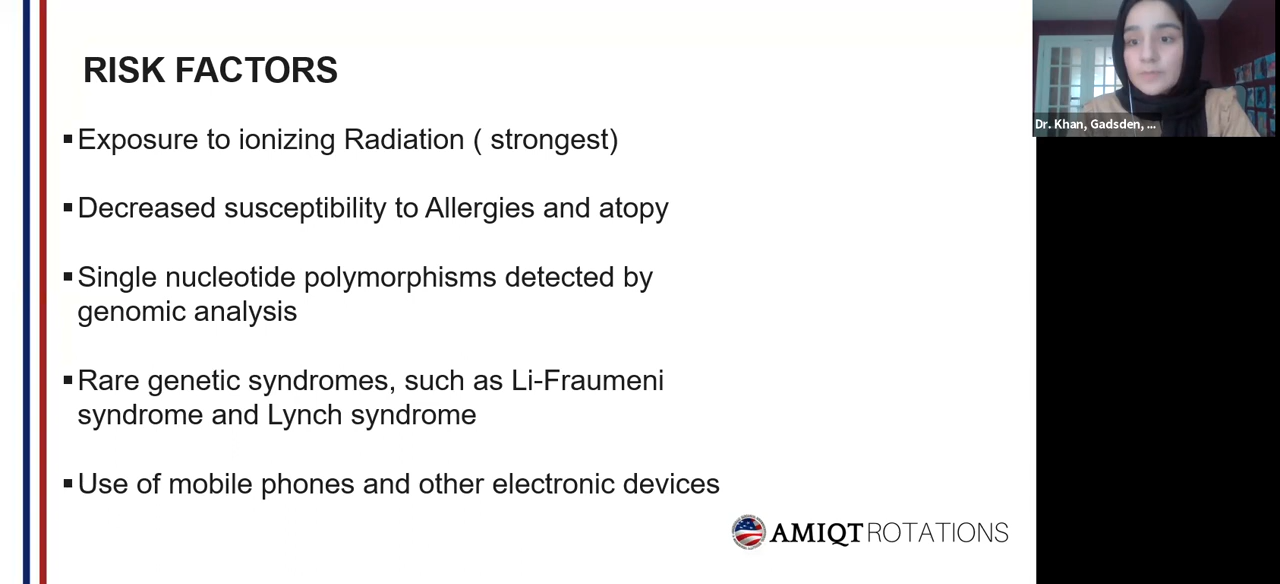 RISK FACTORS
▪Exposure to ionizing Radiation ( strongest)
▪Decreased susceptibility to Allergies and atopy
▪Single nucleotide polymorphisms detected by
genomic analysis
▪Rare genetic syndromes, such as Li-Fraumeni
syndrome and Lynch syndrome
▪Use of mobile phones and other electronic devices
AMIQT ROTATIONS
Dr. Khan, Gadsden, ...